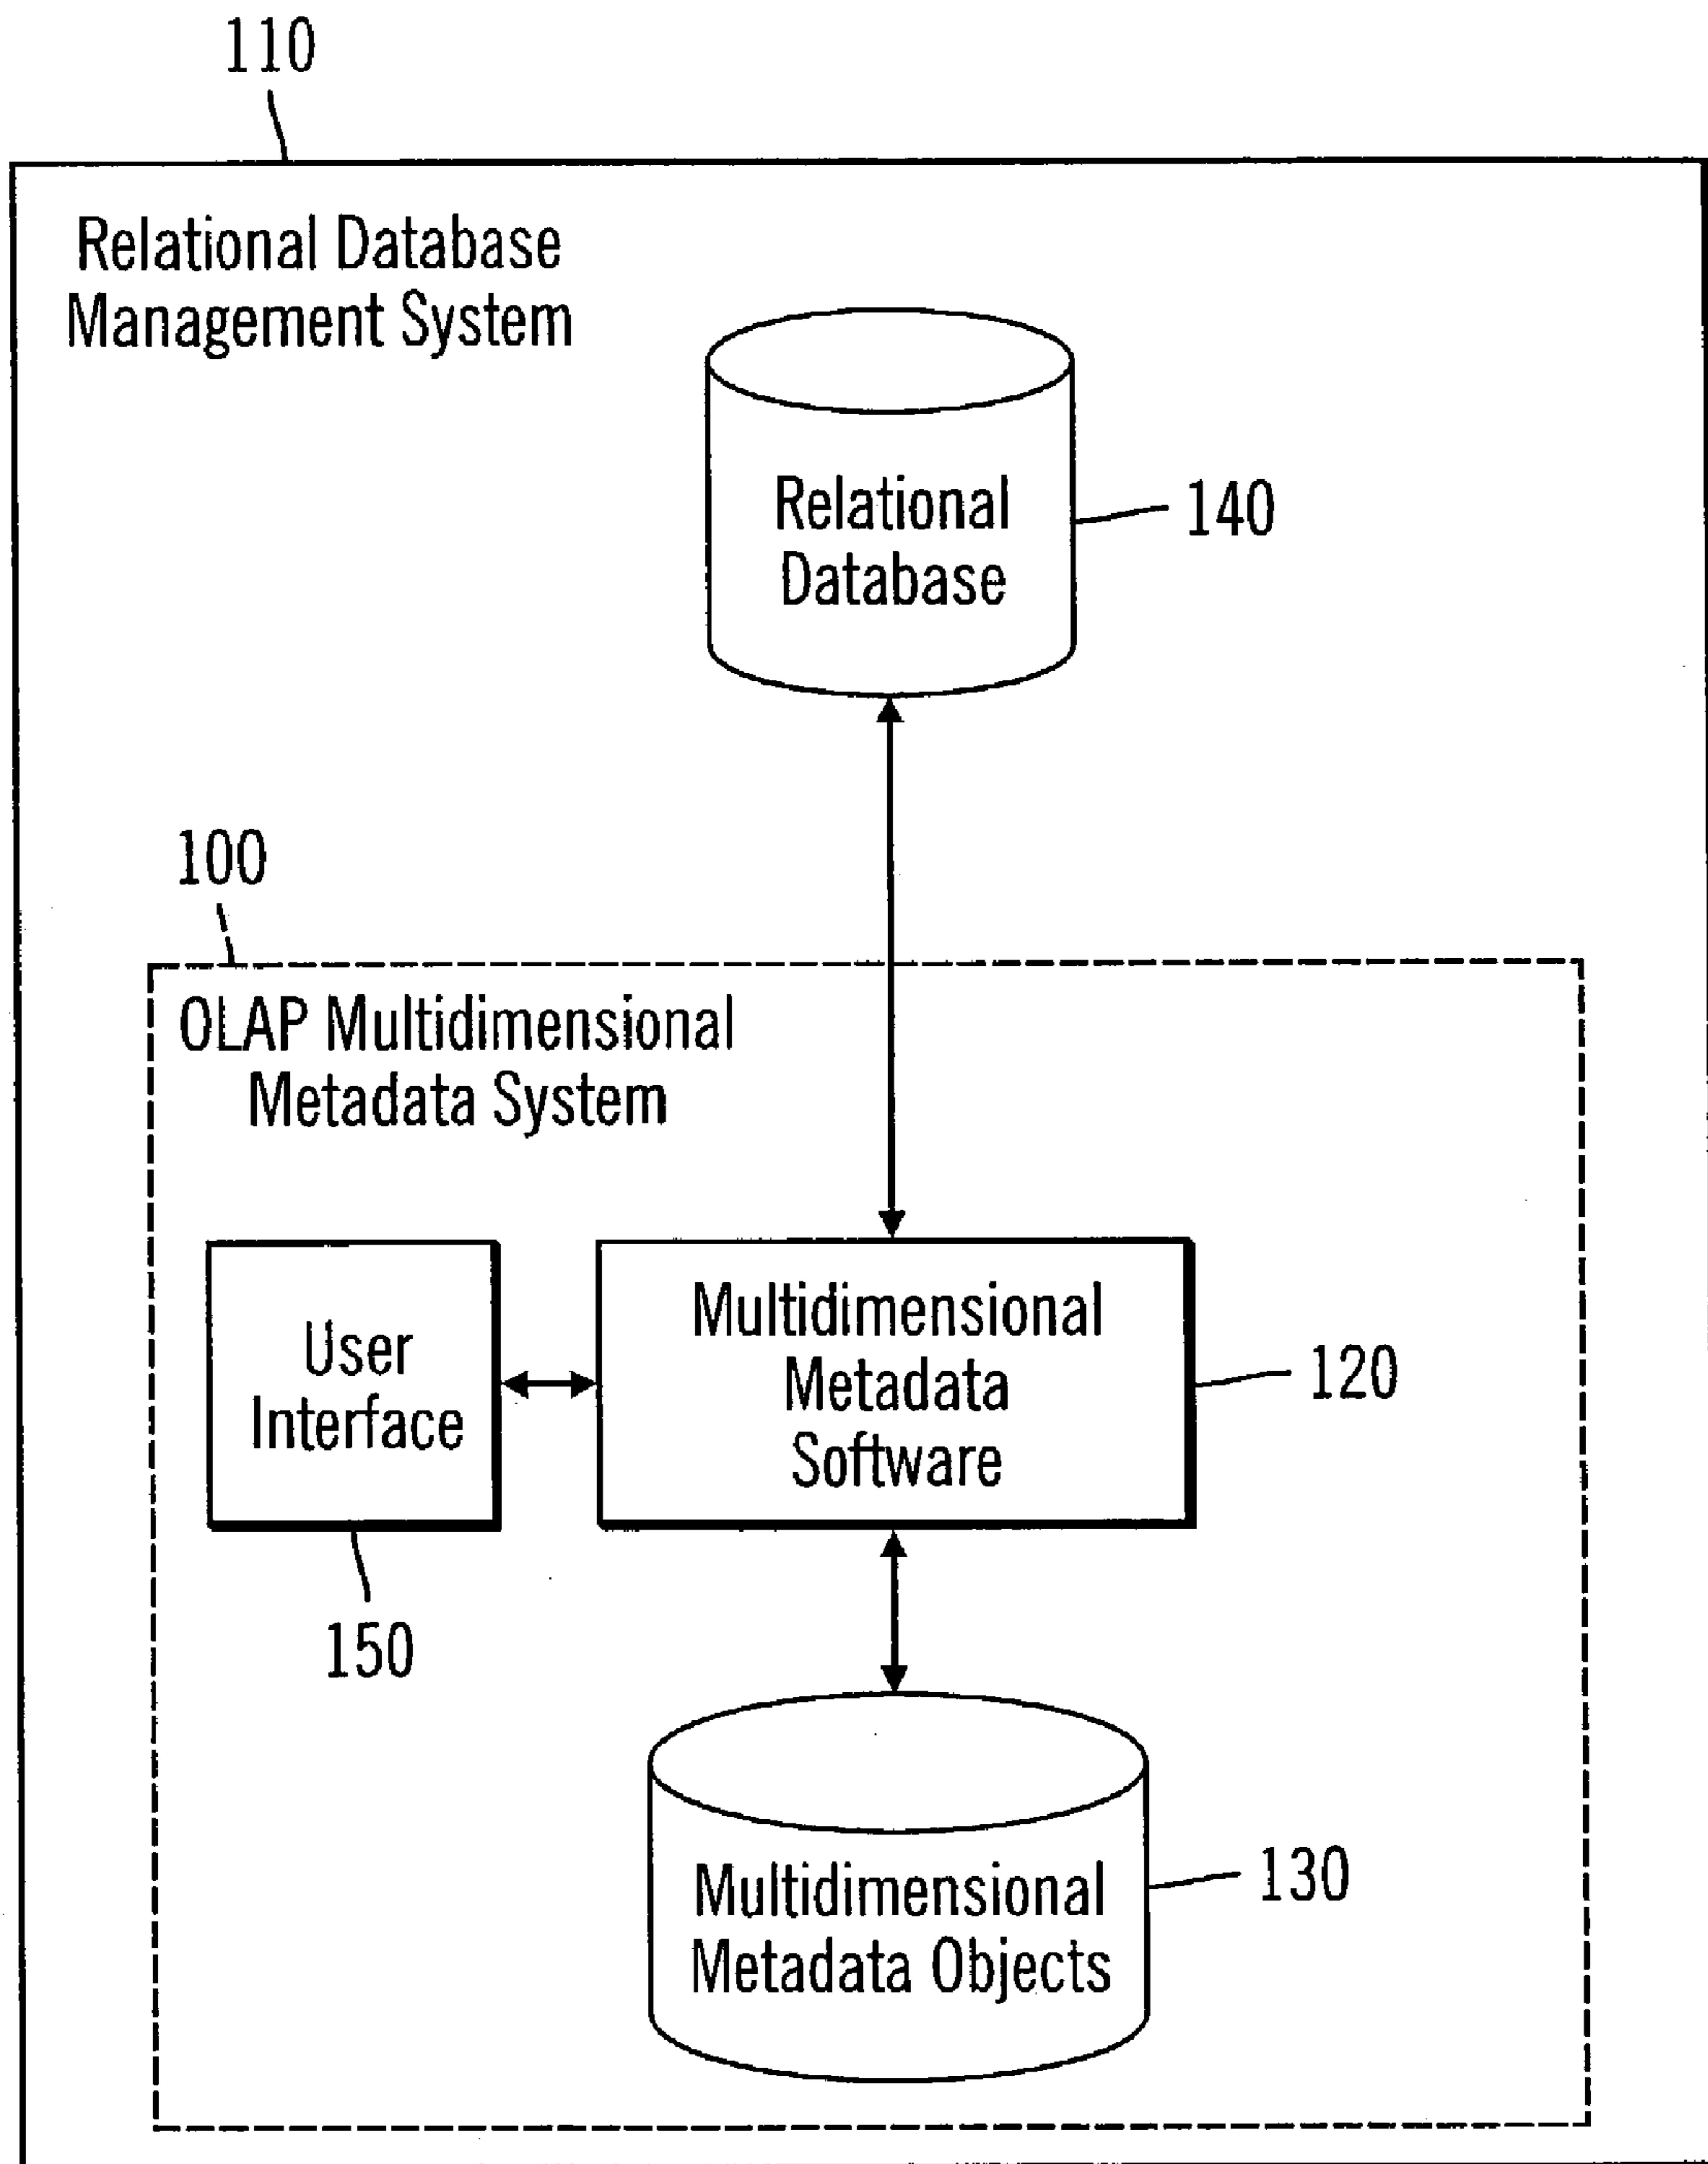 110
Relational Database
Management System
Relational
Database
140
100
OLAP Multidimensional
Metadata System
User
Interface
Multidimensional
Metadata
Software
120
150
Multidimensional
Metadata Objects
130